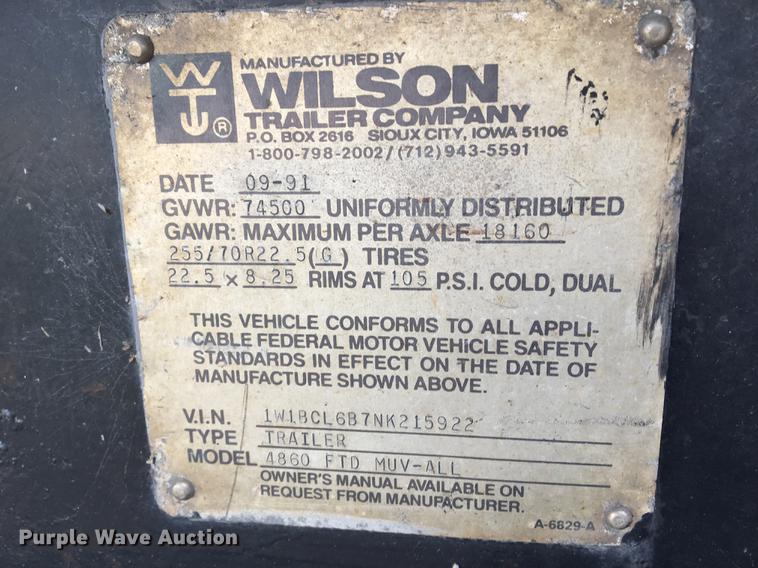 WTU®
MANUFACTURED BY
WILSON
TRAILER COMPANY
P.O. BOX 2616 SIOUX CITY, IOWA 51106
1-800-798-2002/(712) 943-5591
DATE 09-91
GVWR: 74500 UNIFORMLY DISTRIBUTED
GAWR: MAXIMUM PER AXLE 18160
255/70R22.5(G) TIRES
22.5 x 8.25 RIMS AT 105 P.S.I. COLD, DUAL
THIS VEHICLE CONFORMS TO ALL APPLI-
CABLE FEDERAL MOTOR VEHICLE SAFETY
STANDARDS IN EFFECT ON THE DATE OF
MANUFACTURE SHOWN ABOVE.
V.I.N. 1W1BCL6B7NK215922
TYPE TRAILER
MODEL 4860 FTD MUV-ALL
OWNER'S MANUAL AVAILABLE ON
REQUEST FROM MANUFACTURER.
A-6829-A
Purple Wave Auction